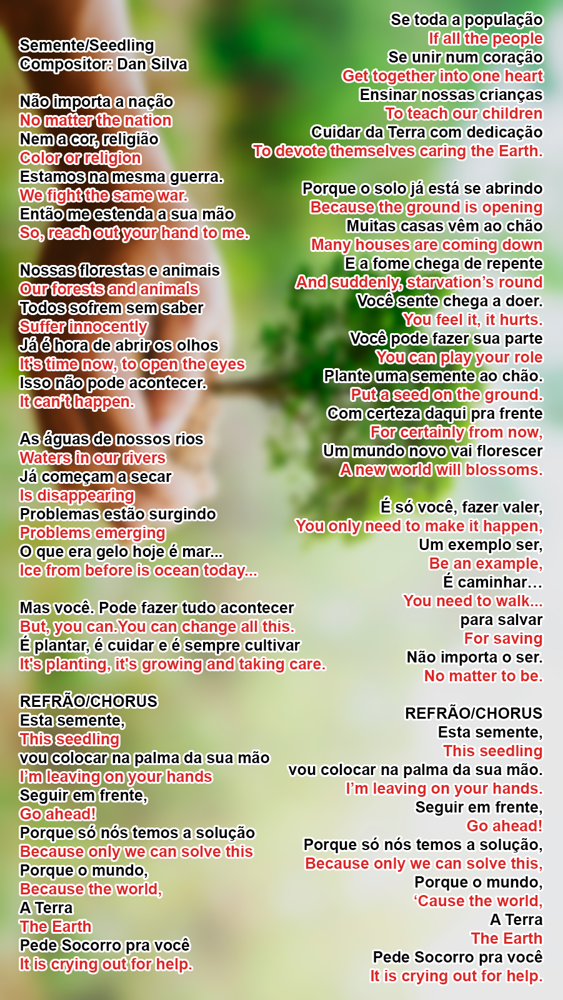 Semente/Seedling
Compositor: Dan Silva
Não importa a nação
No matter the nation
Nem a cor, religião
Color or religion
Estamos na mesma guerra.
We fight the same war.
Então me estenda a sua mão
So, reach out your hand to me.
Nossas florestas e animais
Our forests and animals
Todos sofrem sem saber
Suffer innocently
Já é hora de abrir os olhos
It's time now, to open the eyes
Isso não pode acontecer.
It can’t happen.
As águas de nossos rios
Waters in our rivers
Já começam a secar
Is disappearing
Problemas estão surgindo
Problems emerging
O que era gelo hoje é mar...
Ice from before is ocean today...
Mas você. Pode fazer tudo acontecer
But, you can.You can change all this.
É plantar, é cuidar e é sempre cultivar
It's planting, it's growing and taking care.
REFRÃO/CHORUS
Esta semente,
This seedling
vou colocar na palma da sua mão
I’m leaving on your hands
Seguir em frente,
Go ahead!
Porque só nós temos a solução
Because only we can solve this
Porque o mundo,
Because the world,
A Terra
The Earth
Pede Socorro pra você
It is crying out for help.
Se toda a população
If all the people
Se unir num coração
Get together into one heart
Ensinar nossas crianças
To teach our children
Cuidar da Terra com dedicação
To devote themselves caring the Earth.
Porque o solo já está se abrindo
Because the ground is opening
Muitas casas vêm ao chão
Many houses are coming down
E a fome chega de repente
And suddenly, starvation’s round
Você sente chega a doer.
You feel it, it hurts.
Você pode fazer sua parte
You can play your role
Plante uma semente ao chão.
Put a seed on the ground.
Com certeza daqui pra frente
For certainly from now,
Um mundo novo vai florescer
A new world will blossoms.
É só você, fazer valer,
You only need to make it happen,
Um exemplo ser,
Be an example,
É caminhar…
You need to walk...
para salvar
For saving
Não importa o ser.
No matter to be.
REFRÃO/CHORUS
Esta semente,
This seedling
vou colocar na palma da sua mão.
I’m leaving on your hands.
Seguir em frente,
Go ahead!
Porque só nós temos a solução,
Because only we can solve this,
Porque o mundo,
‘Cause the world,
A Terra
The Earth
Pede Socorro pra você
It is crying out for help.